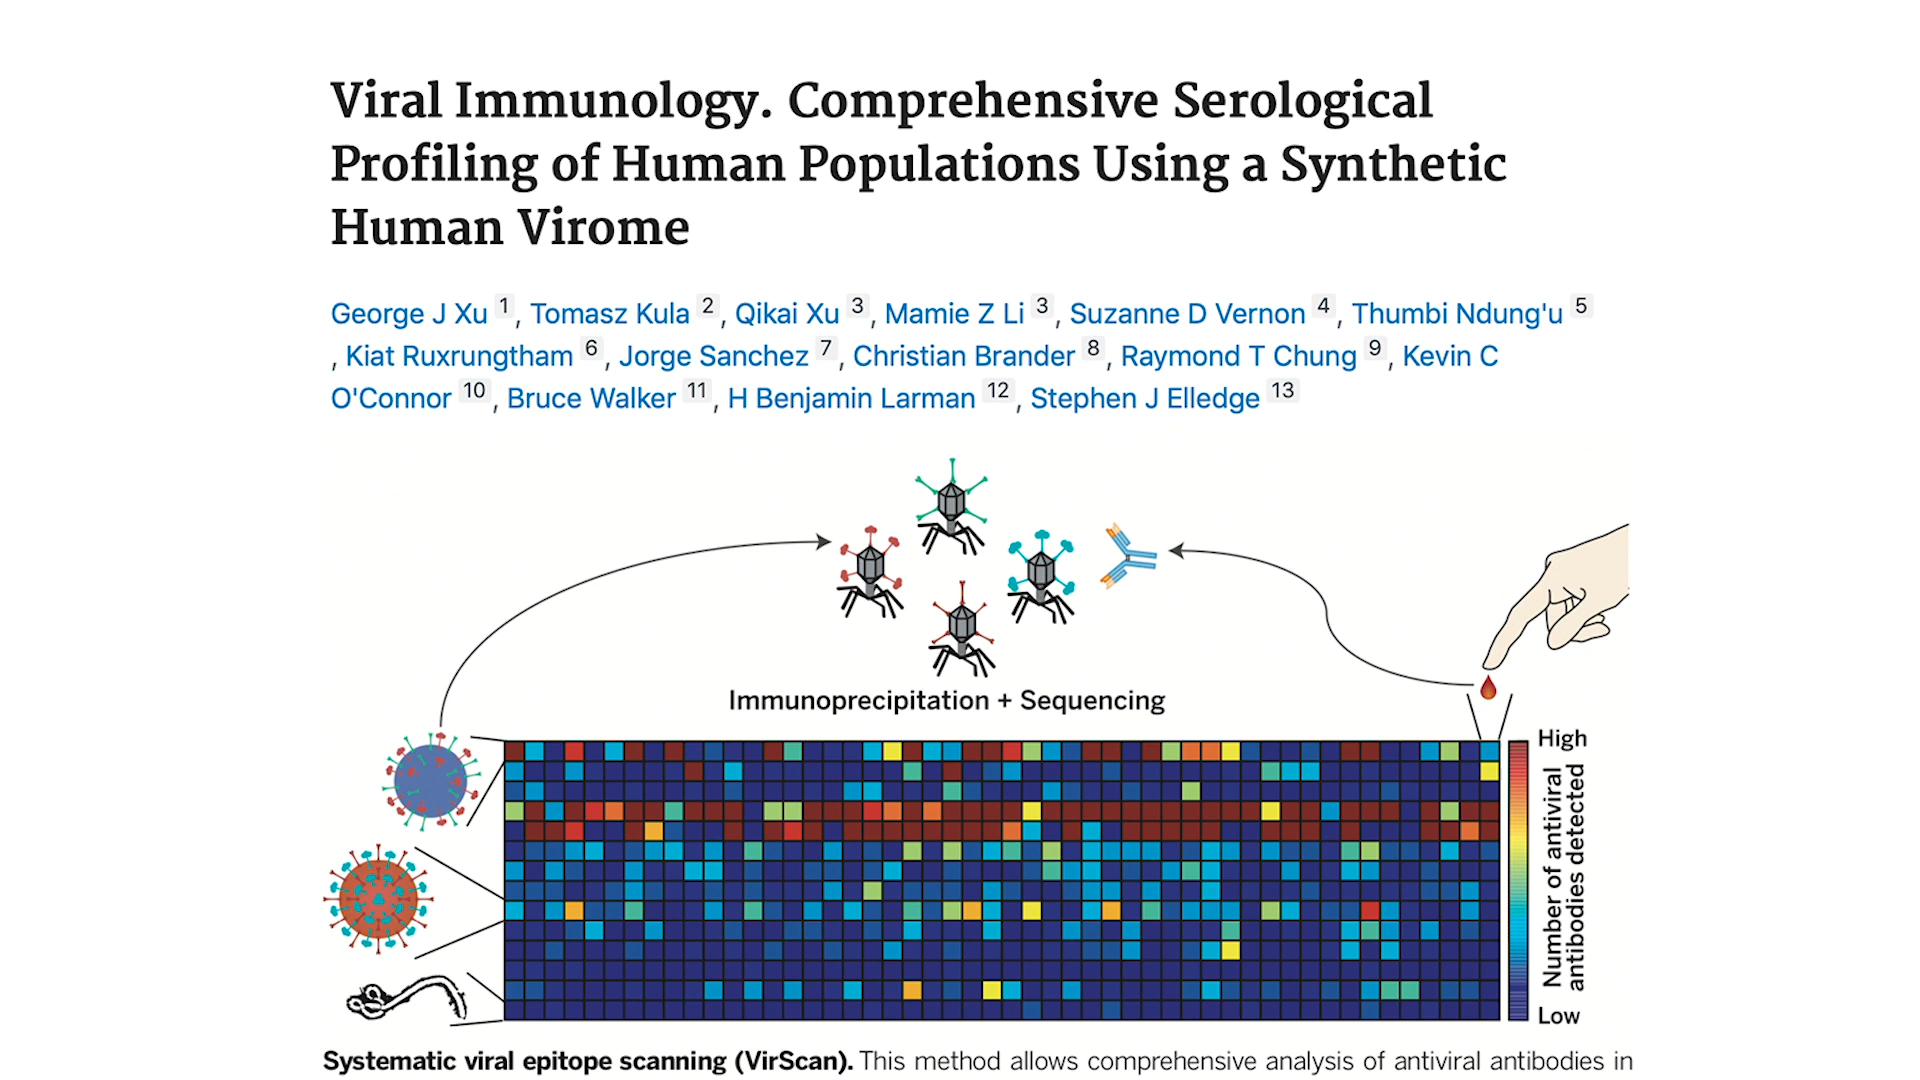 Viral Immunology. Comprehensive Serological
Profiling of Human Populations Using a Synthetic
Human Virome
George J Xu 1 , Tomasz Kula 2 , Qikai Xu 3 , Mamie Z Li 3 , Suzanne D Vernon 4 , Thumbi Ndung'u 5
, Kiat Ruxrungtham 6 , Jorge Sanchez 7 , Christian Brander 8 , Raymond T Chung 9 , Kevin C
O'Connor 10 , Bruce Walker 11 , H Benjamin Larman 12 , Stephen J Elledge 13
Immunoprecipitation + Sequencing
High
Number of antiviral
antibodies detected
Low
Systematic viral epitope scanning (VirScan). This method allows comprehensive analysis of antiviral antibodies in